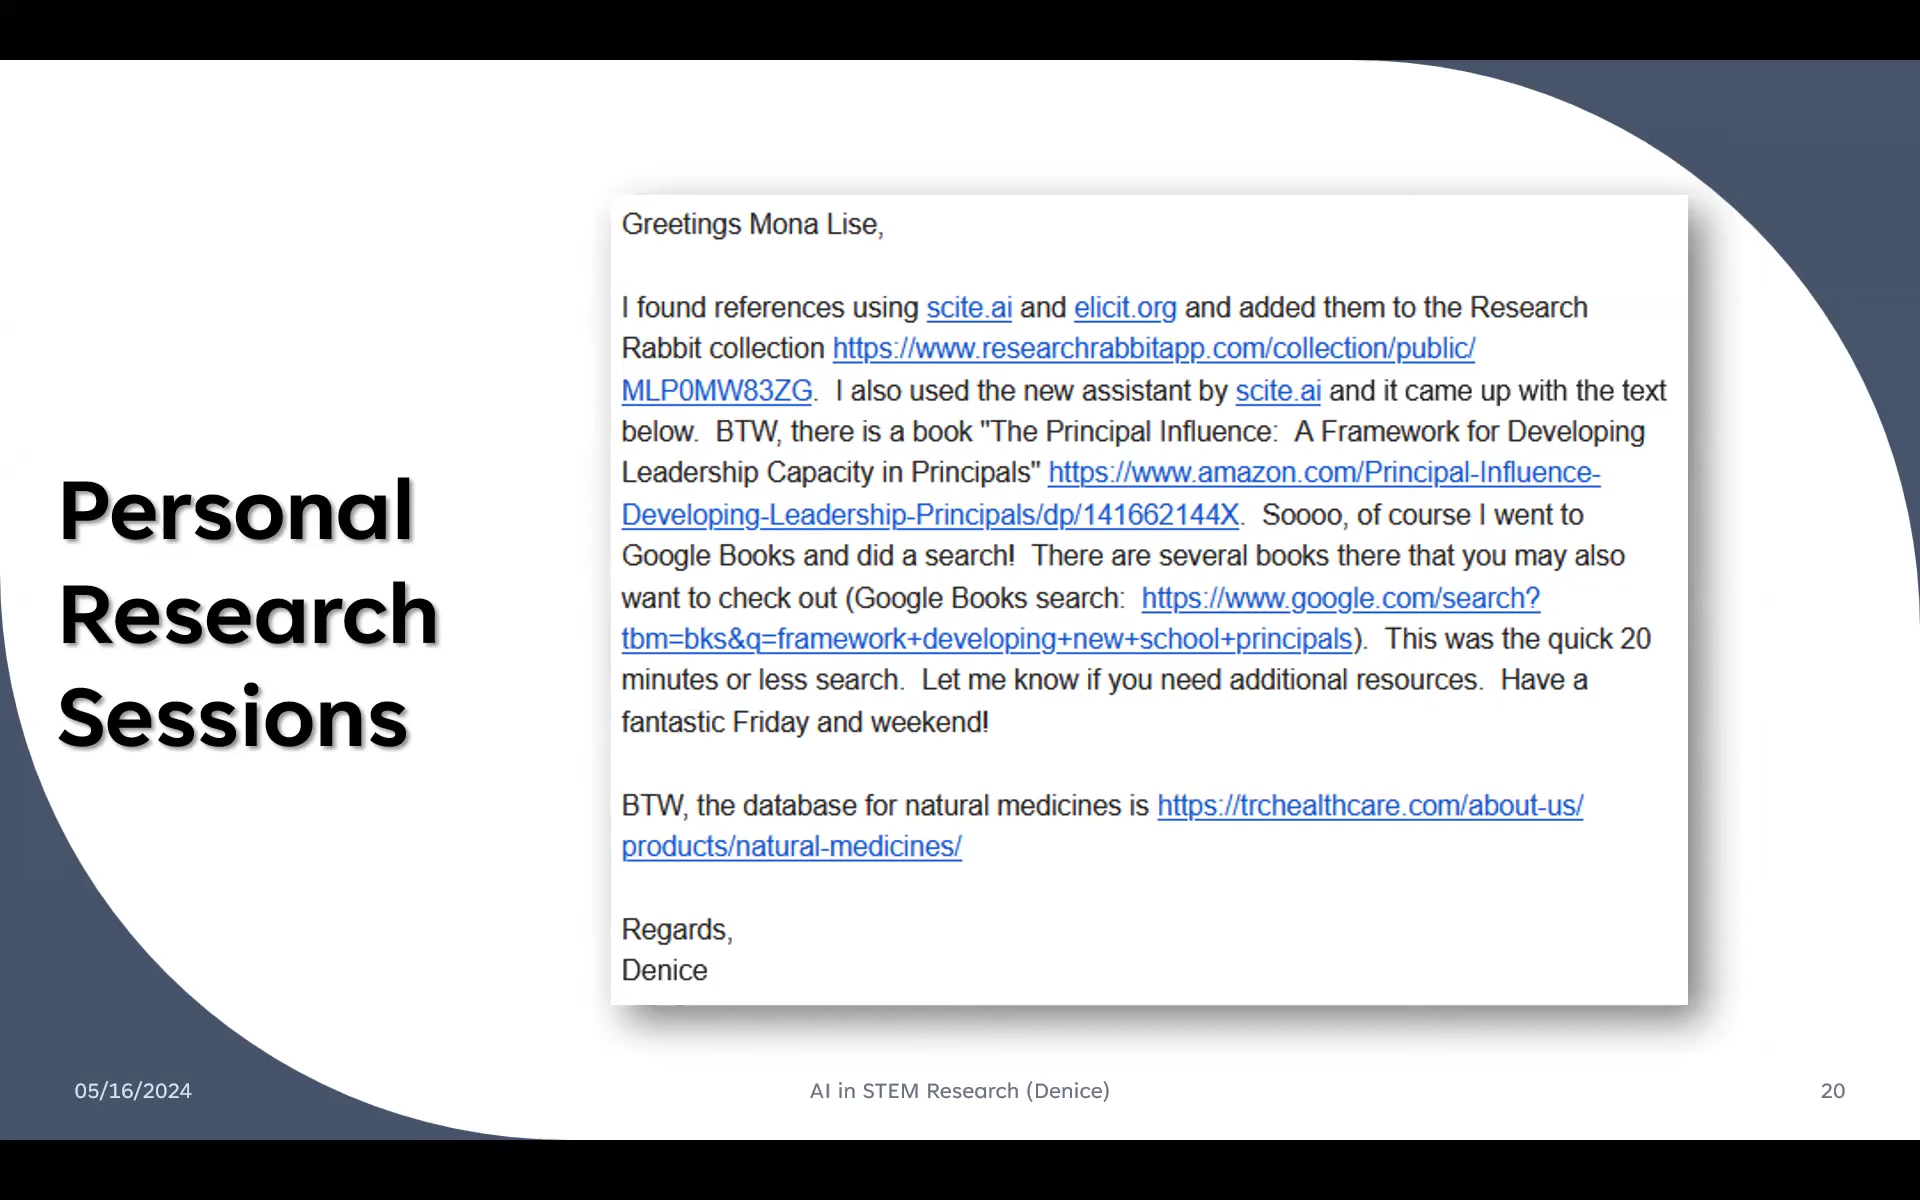 Personal
Research
Sessions
Greetings Mona Lise,
I found references using scite.ai and elicit.org and added them to the Research
Rabbit collection https://www.researchrabbitapp.com/collection/public/
MLP0MW83ZG.  I also used the new assistant by scite.ai and it came up with the text
below.  BTW, there is a book "The Principal Influence:  A Framework for Developing
Leadership Capacity in Principals" https://www.amazon.com/Principal-Influence-
Developing-Leadership-Principals/dp/141662144X.  Soooo, of course I went to
Google Books and did a search!  There are several books there that you may also
want to check out (Google Books search:  https://www.google.com/search?
tbm=bks&q=framework+developing+new+school+principals).  This was the quick 20
minutes or less search.  Let me know if you need additional resources.  Have a
fantastic Friday and weekend!
BTW, the database for natural medicines is https://trchealthcare.com/about-us/
products/natural-medicines/
Regards,
Denice
05/16/2024
AI in STEM Research (Denice)
20